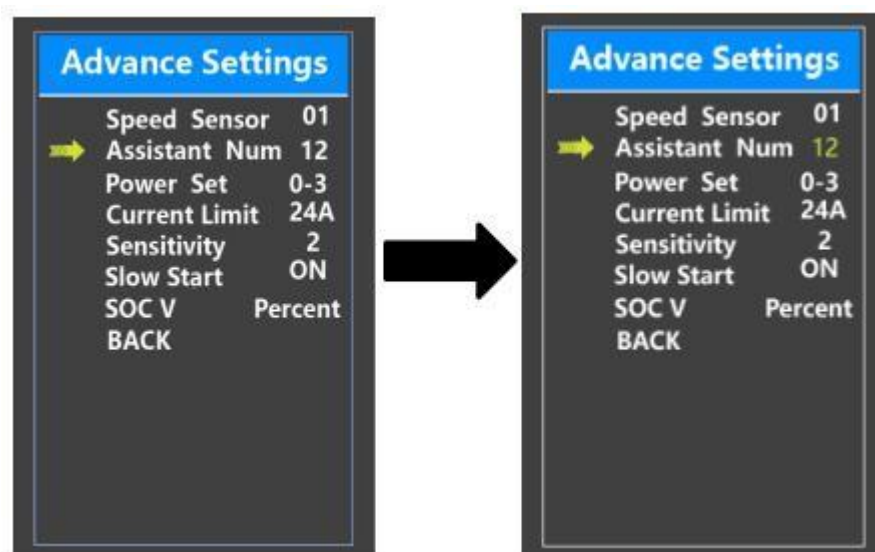 Advance Settings
Speed Sensor 01
Assistant Num 12
Power Set 0-3
Current Limit 24A
Sensitivity 2
Slow Start ON
SOC V Percent
BACK
Advance Settings
Speed Sensor 01
Assistant Num 12
Power Set 0-3
Current Limit 24A
Sensitivity 2
Slow Start ON
SOC V Percent
BACK